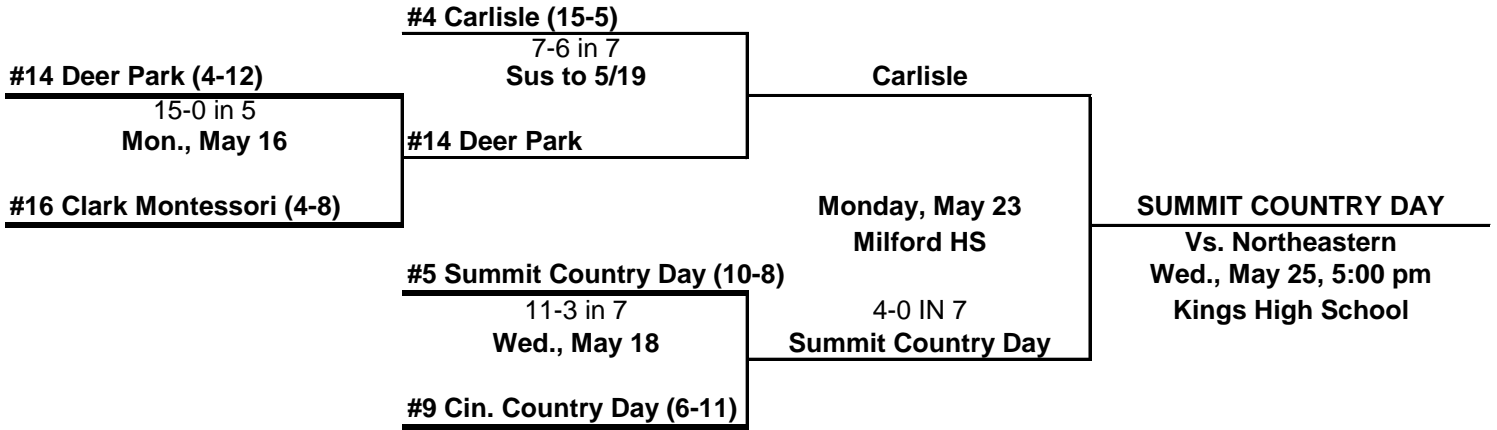 #4 Carlisle (15-5)
7-6 in 7
#14 Deer Park (4-12)
Sus to 5/19
Carlisle
15-0 in 5
Mon., May 16
#14 Deer Park
#16 Clark Montessori (4-8)
Monday, May 23
SUMMIT COUNTRY DAY
Milford HS
Vs. Northeastern
#5 Summit Country Day (10-8)
Wed., May 25, 5:00 pm
11-3 in 7
4-0 IN 7
Kings High School
Wed., May 18
Summit Country Day
#9 Cin. Country Day (6-11)